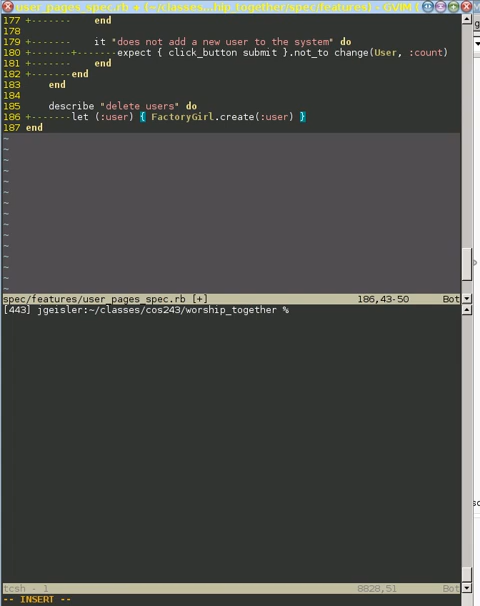 user_pages_spec.rb + (~/classes...hip_together/spec/features) - GVIM (
177 +-------    end
178
179 +-------    it "does not add a new user to the system" do
180 +-------+-------expect { click_button submit }.not_to change(User, :count)
181 +-------    end
182 +-------end
183     end
184
185     describe "delete users" do
186 +-------let (:user) { FactoryGirl.create(:user) }
187 end
~
~
~
~
~
~
~
~
~
~
~
~
~
~
spec/features/user_pages_spec.rb [+] 186,43-50 Bot
[443] jgeisler:~/classes/cos243/worship_together %
tcsh - 1 8828,51 Bot
-- INSERT --